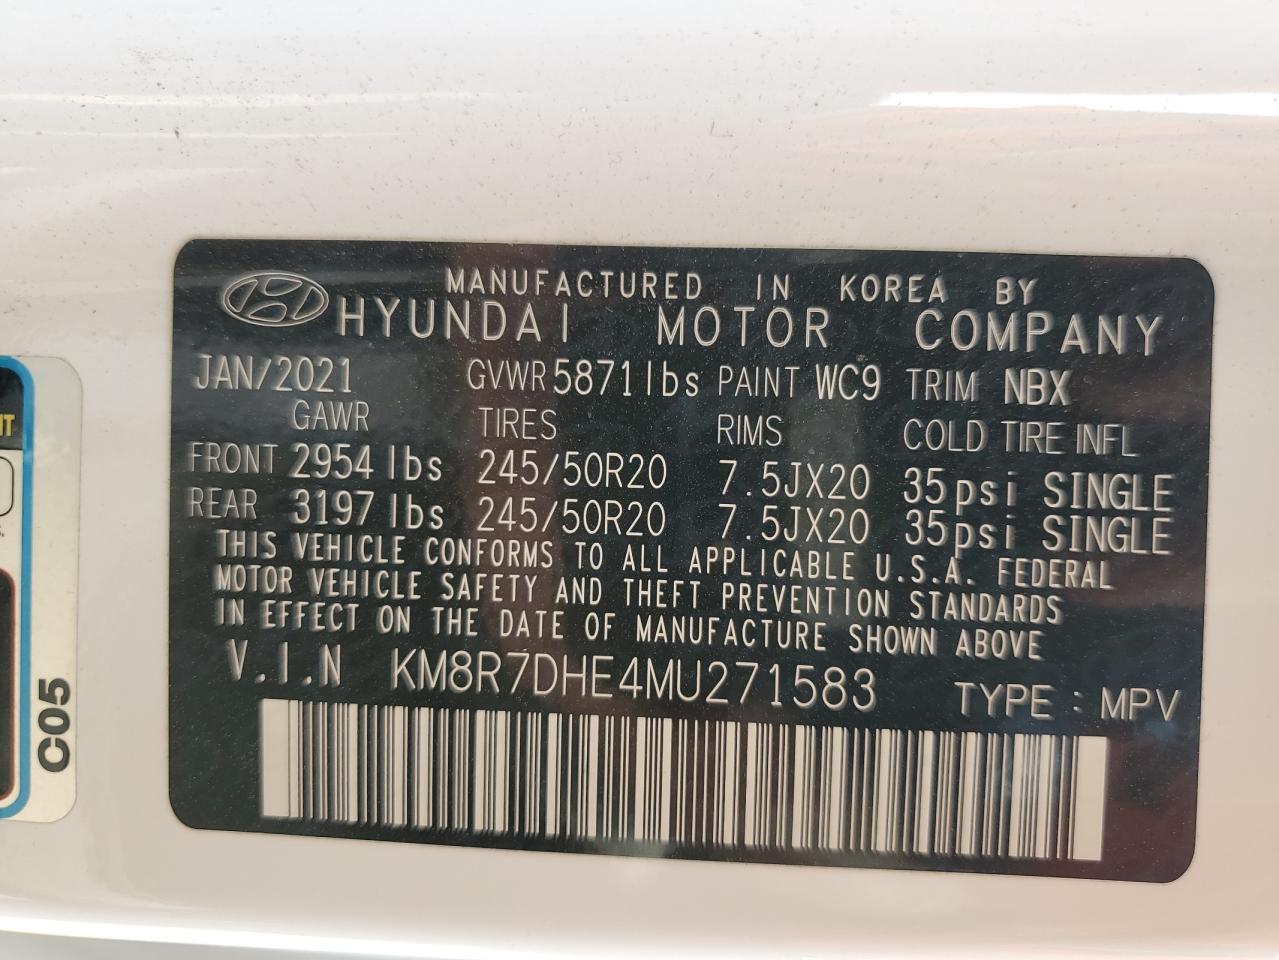 MANUFACTURED IN KOREA BY
HYUNDAI MOTOR COMPANY
JAN/2021 GVWR 5871lbs PAINT WC9 TRIM NBX
GAWR TIRES RIMS COLD TIRE INFL
FRONT 2954 lbs 245/50R20 7.5JX20 35psi SINGLE
REAR 3197 lbs 245/50R20 7.5JX20 35psi SINGLE
THIS VEHICLE CONFORMS TO ALL APPLICABLE U.S.A. FEDERAL
MOTOR VEHICLE SAFETY AND THEFT PREVENTION STANDARDS
IN EFFECT ON THE DATE OF MANUFACTURE SHOWN ABOVE
V.I.N KM8R7DHE4MU271583 TYPE : MPV
C05